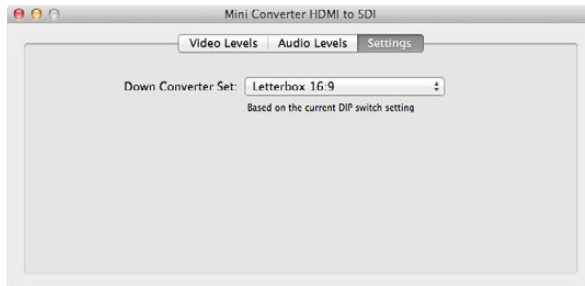 Mini Converter HDMI to SDI
Video Levels Audio Levels Settings
Down Converter Set: Letterbox 16:9
Based on the current DIP switch setting